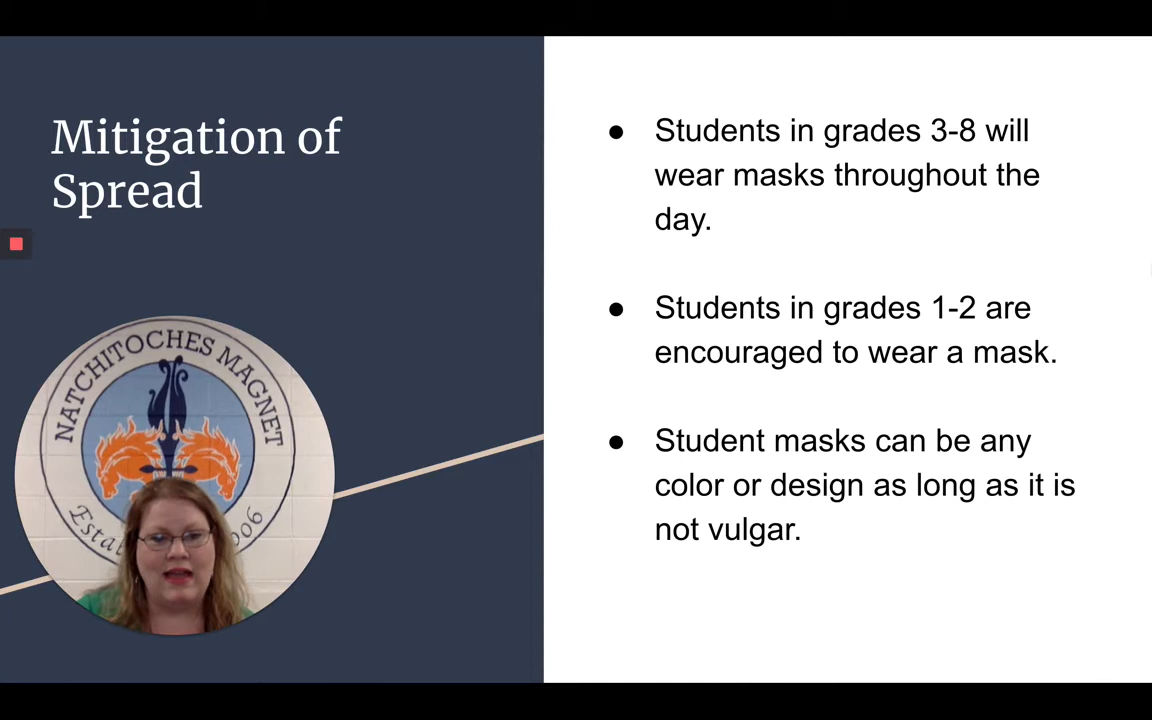 Mitigation of
Spread
● Students in grades 3-8 will
wear masks throughout the
day.
● Students in grades 1-2 are
encouraged to wear a mask.
● Student masks can be any
color or design as long as it is
not vulgar.
NATCHITOCHES MAGNET